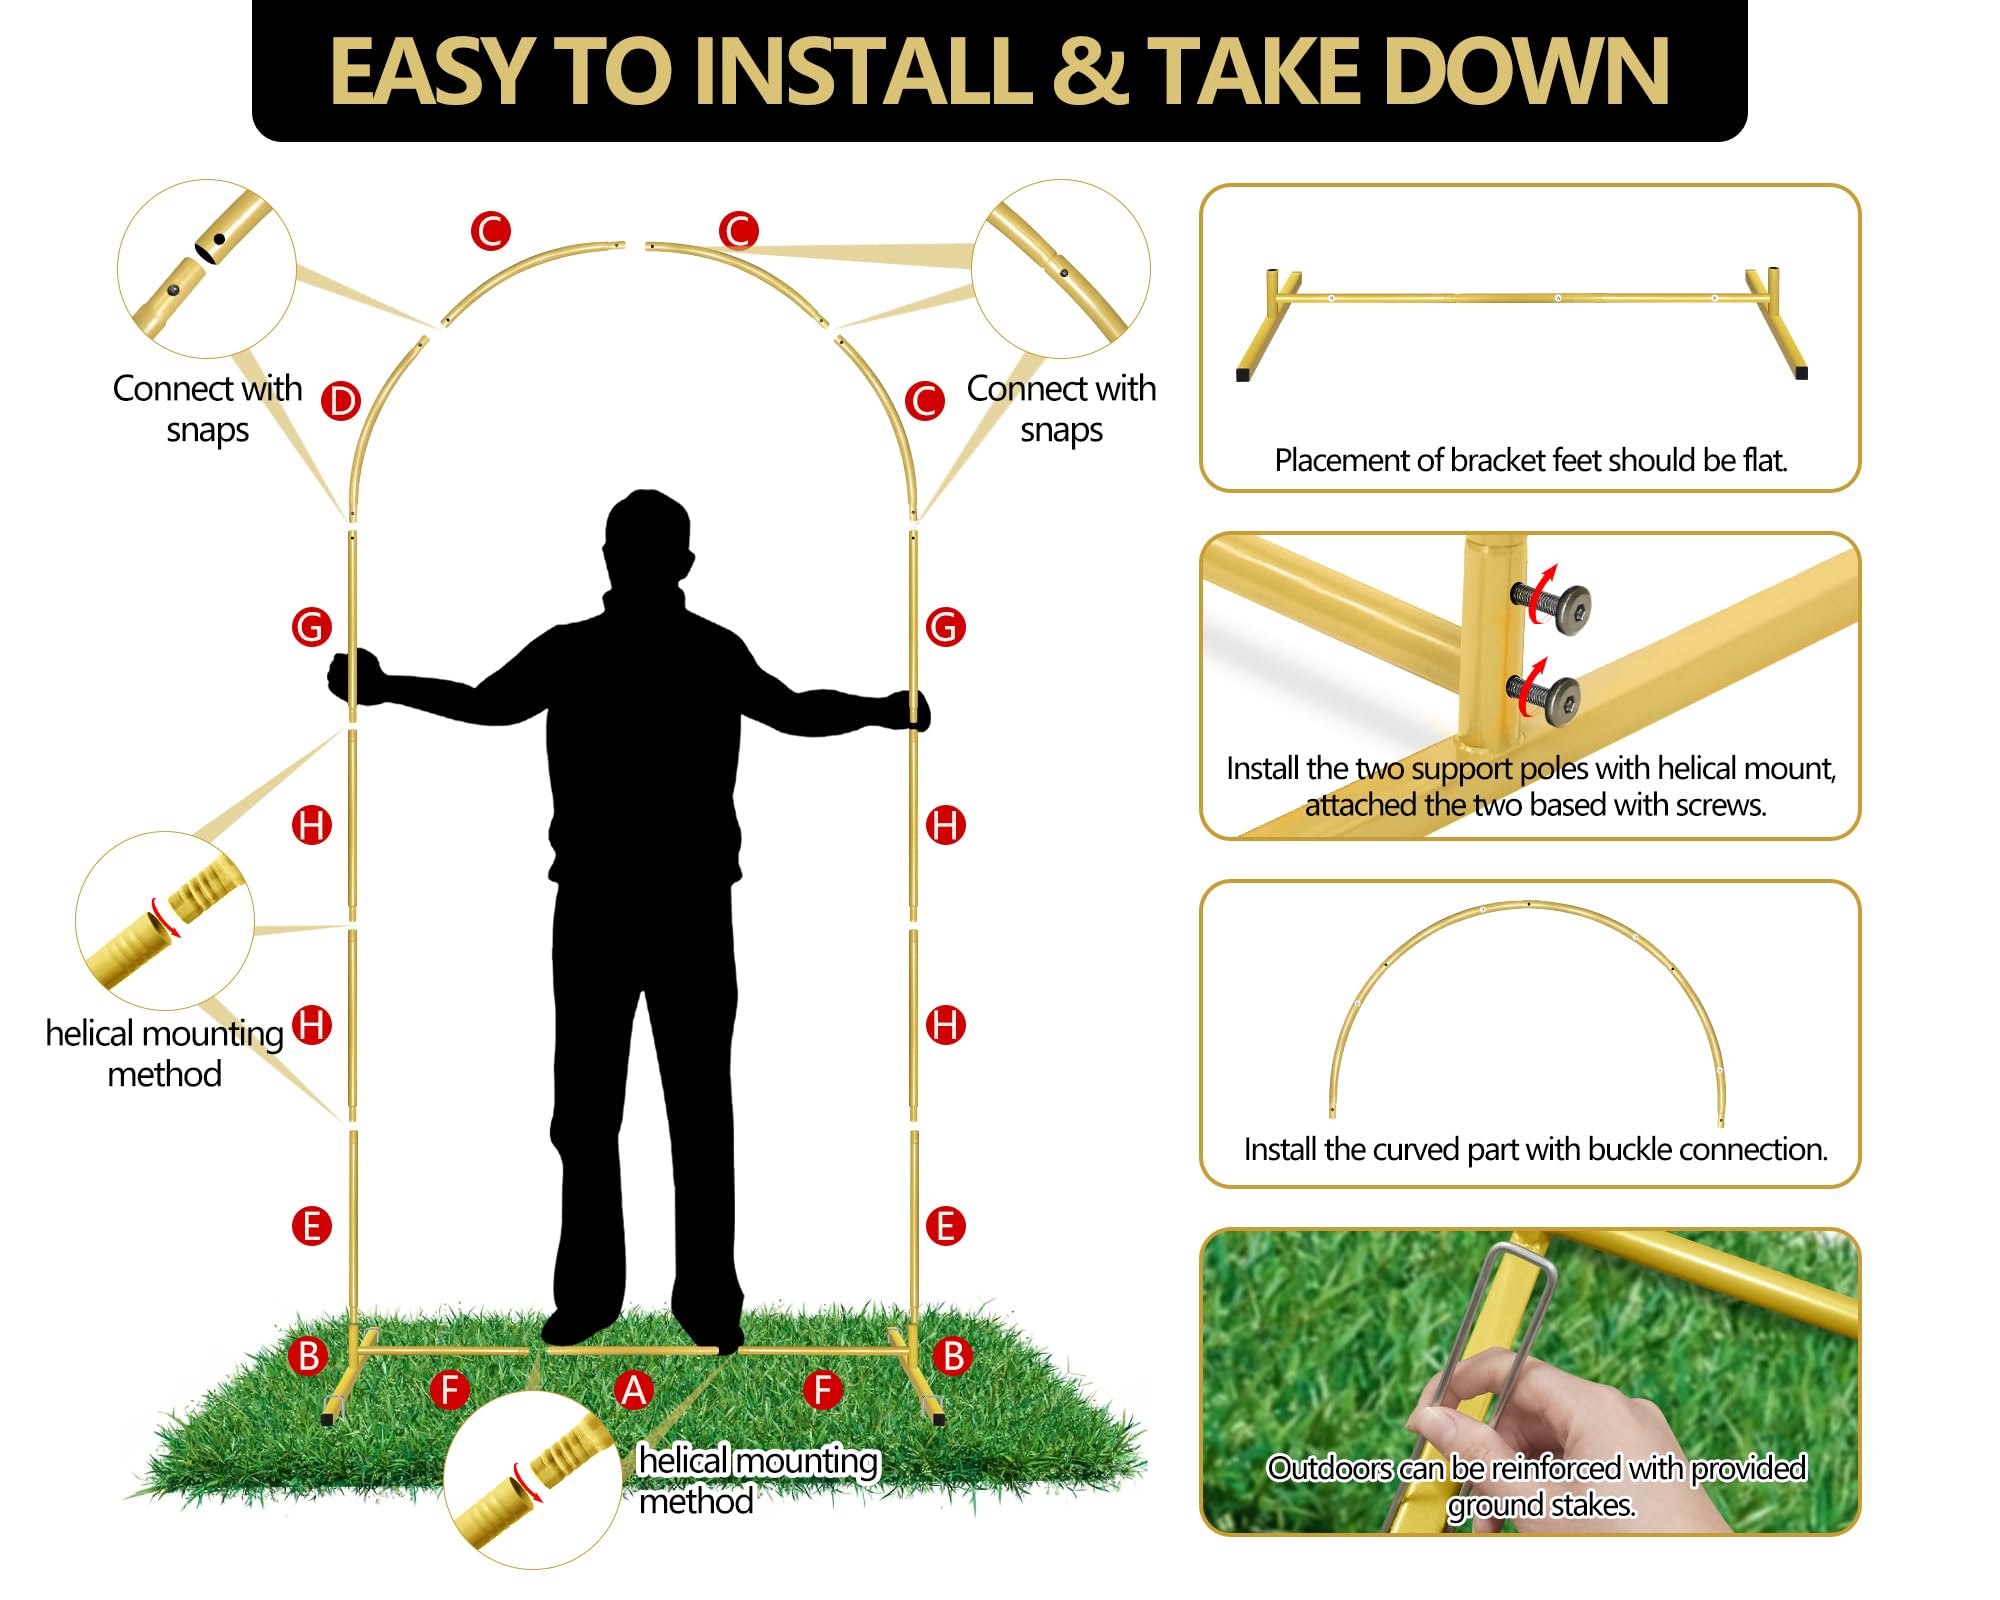 EASY TO INSTALL & TAKE DOWN
C
C
Connect with
snaps
D
C
Connect with
snaps
G
G
H
H
helical mounting
method
H
H
E
E
B
B
F
A
F
helical mounting
method
Placement of bracket feet should be flat.
Install the two support poles with helical mount,
attached the two based with screws.
Install the curved part with buckle connection.
Outdoors can be reinforced with provided
ground stakes.